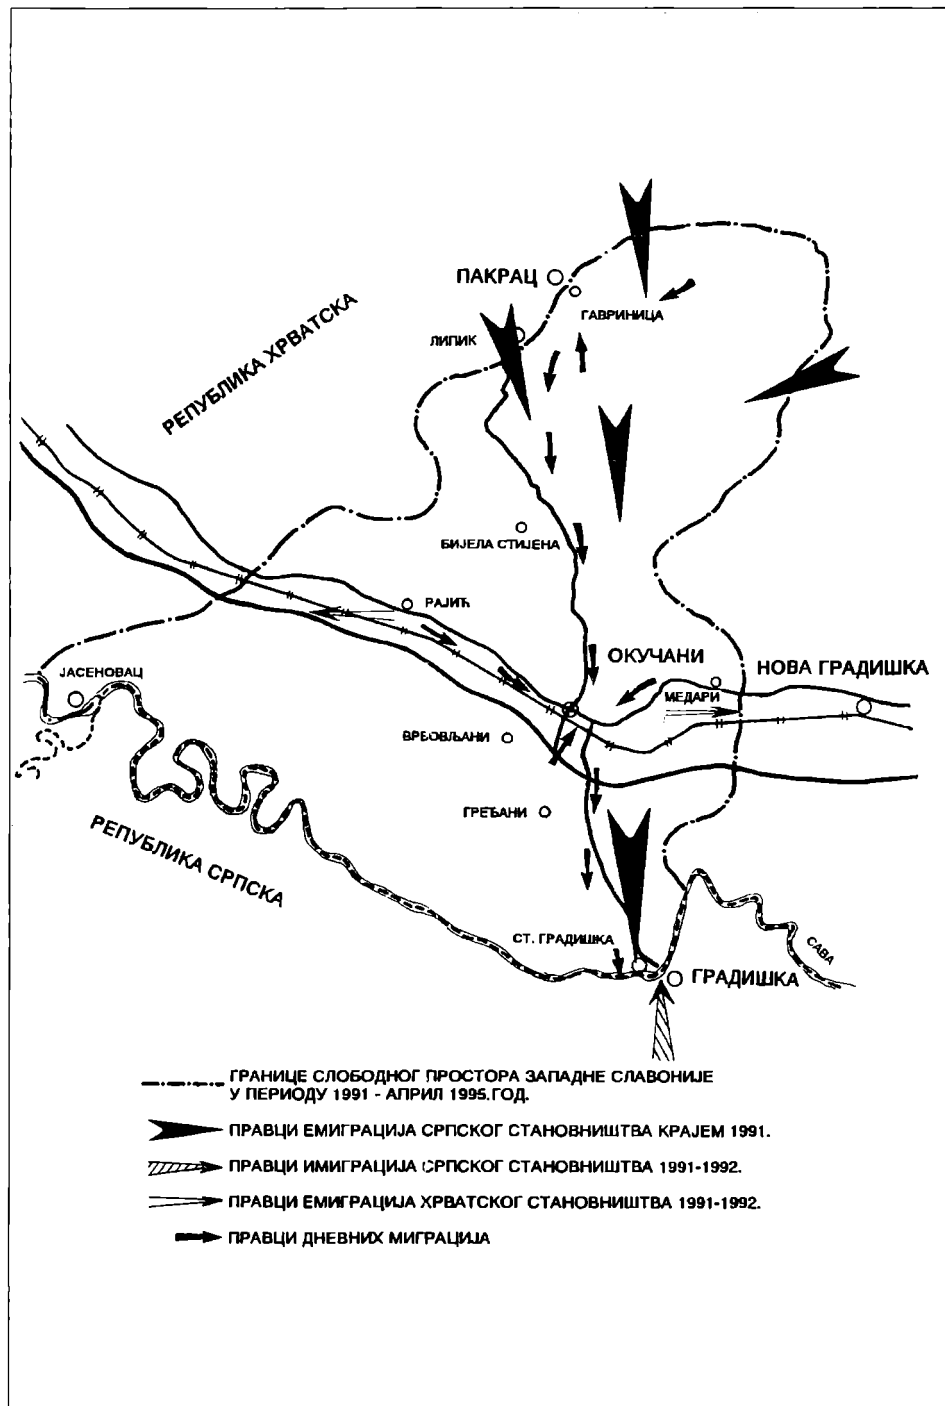 ПАКРАЦ
ГАВРИНИЦА
ЛИПИК
РЕПУБЛИКА ХРВАТСКА
БИЈЕЛА СТИЈЕНА
РАЈИЋ
ОКУЧАНИ
НОВА ГРАДИШКА
ЈАСЕНОВАЦ
МЕДАРИ
ВРБОВЉАНИ
ГРЕЂАНИ
РЕПУБЛИКА СРПСКА
СТ. ГРАДИШКА
САВА
ГРАДИШКА
ГРАНИЦЕ СЛОБОДНОГ ПРОСТОРА ЗАПАДНЕ СЛАВОНИЈЕ
У ПЕРИОДУ 1991 - АПРИЛ 1995.ГОД.
ПРАВЦИ ЕМИГРАЦИЈА СРПСКОГ СТАНОВНИШТВА КРАЈЕМ 1991.
ПРАВЦИ ИМИГРАЦИЈА СРПСКОГ СТАНОВНИШТВА 1991-1992.
ПРАВЦИ ЕМИГРАЦИЈА ХРВАТСКОГ СТАНОВНИШТВА 1991-1992.
ПРАВЦИ ДНЕВНИХ МИГРАЦИЈА